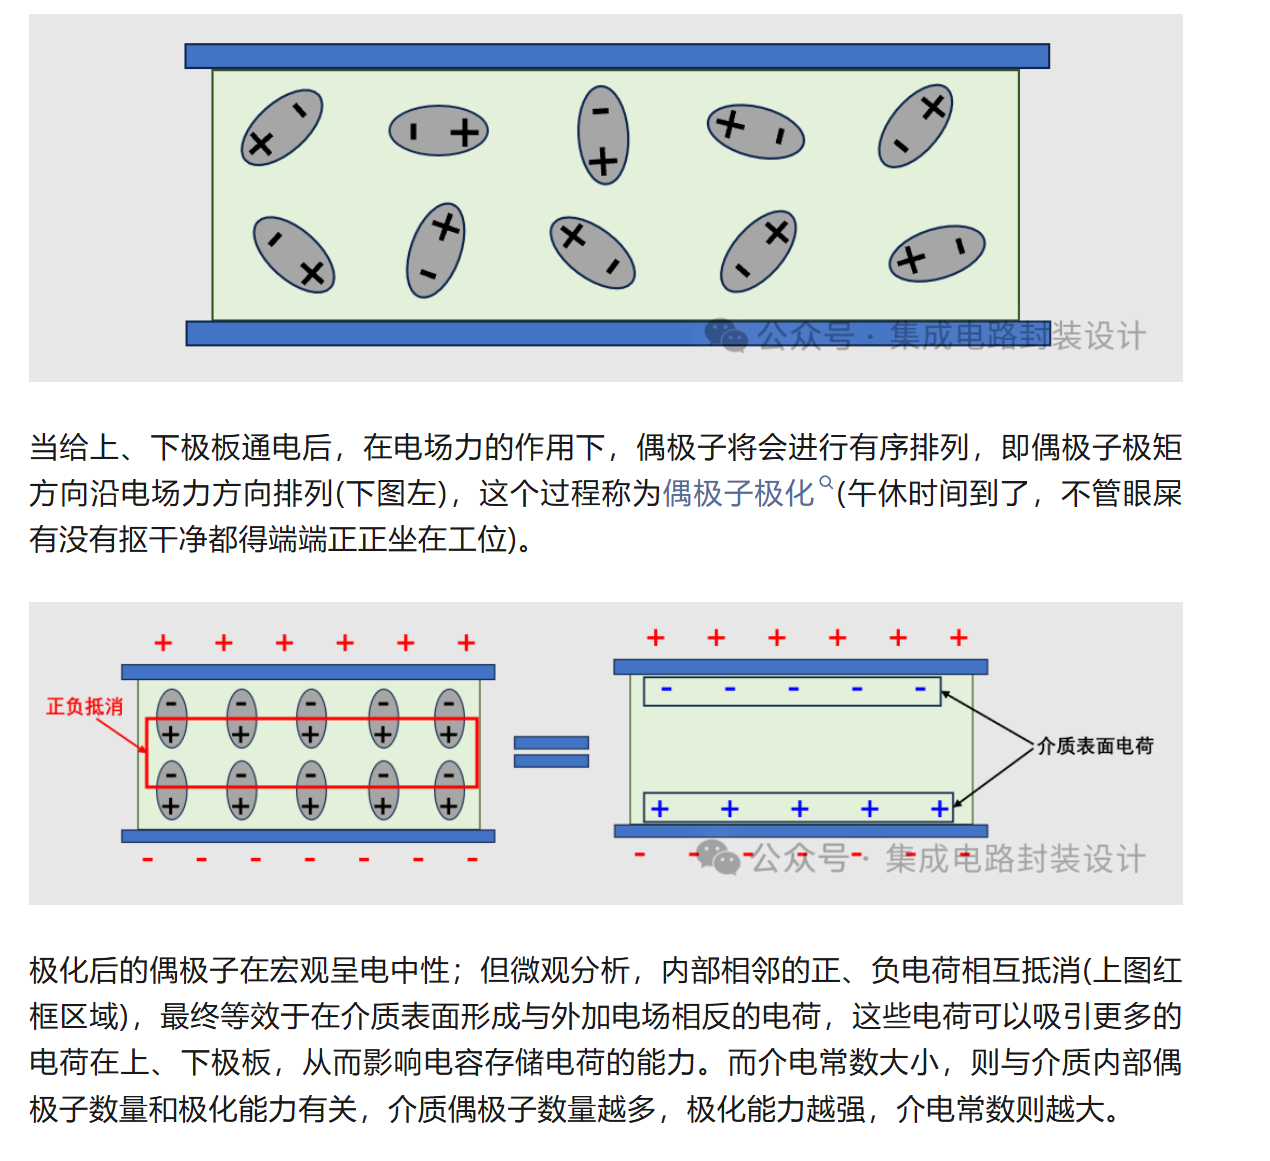 - + - + - + + - + -
- + + - + - + - + -
公众号 · 集成电路封装设计
当给上、下极板通电后，在电场力的作用下，偶极子将会进行有序排列，即偶极子极矩
方向沿电场力方向排列(下图左)，这个过程称为偶极子极化(午休时间到了，不管眼屎
有没有抠干净都得端端正正坐在工位)。
+ + + + + +
+ + + + + +
正负抵消
- - - - -
+ + + + +
- - - - -
+ + + + +
- - - - - - -
- - - - -
介质表面电荷
+ + + + +
- - - - - - -
公众号 · 集成电路封装设计
极化后的偶极子在宏观呈电中性；但微观分析，内部相邻的正、负电荷相互抵消(上图红
框区域)，最终等效于在介质表面形成与外加电场相反的电荷，这些电荷可以吸引更多的
电荷在上、下极板，从而影响电容存储电荷的能力。而介电常数大小，则与介质内部偶
极子数量和极化能力有关，介质偶极子数量越多，极化能力越强，介电常数则越大。